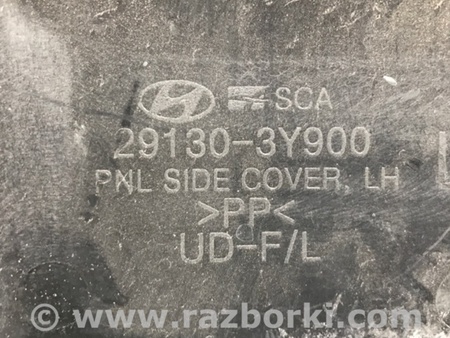 SCA
29130-3Y900
PNL SIDE COVER, LH
>PP<
UD-F/L
©www.razborki.com